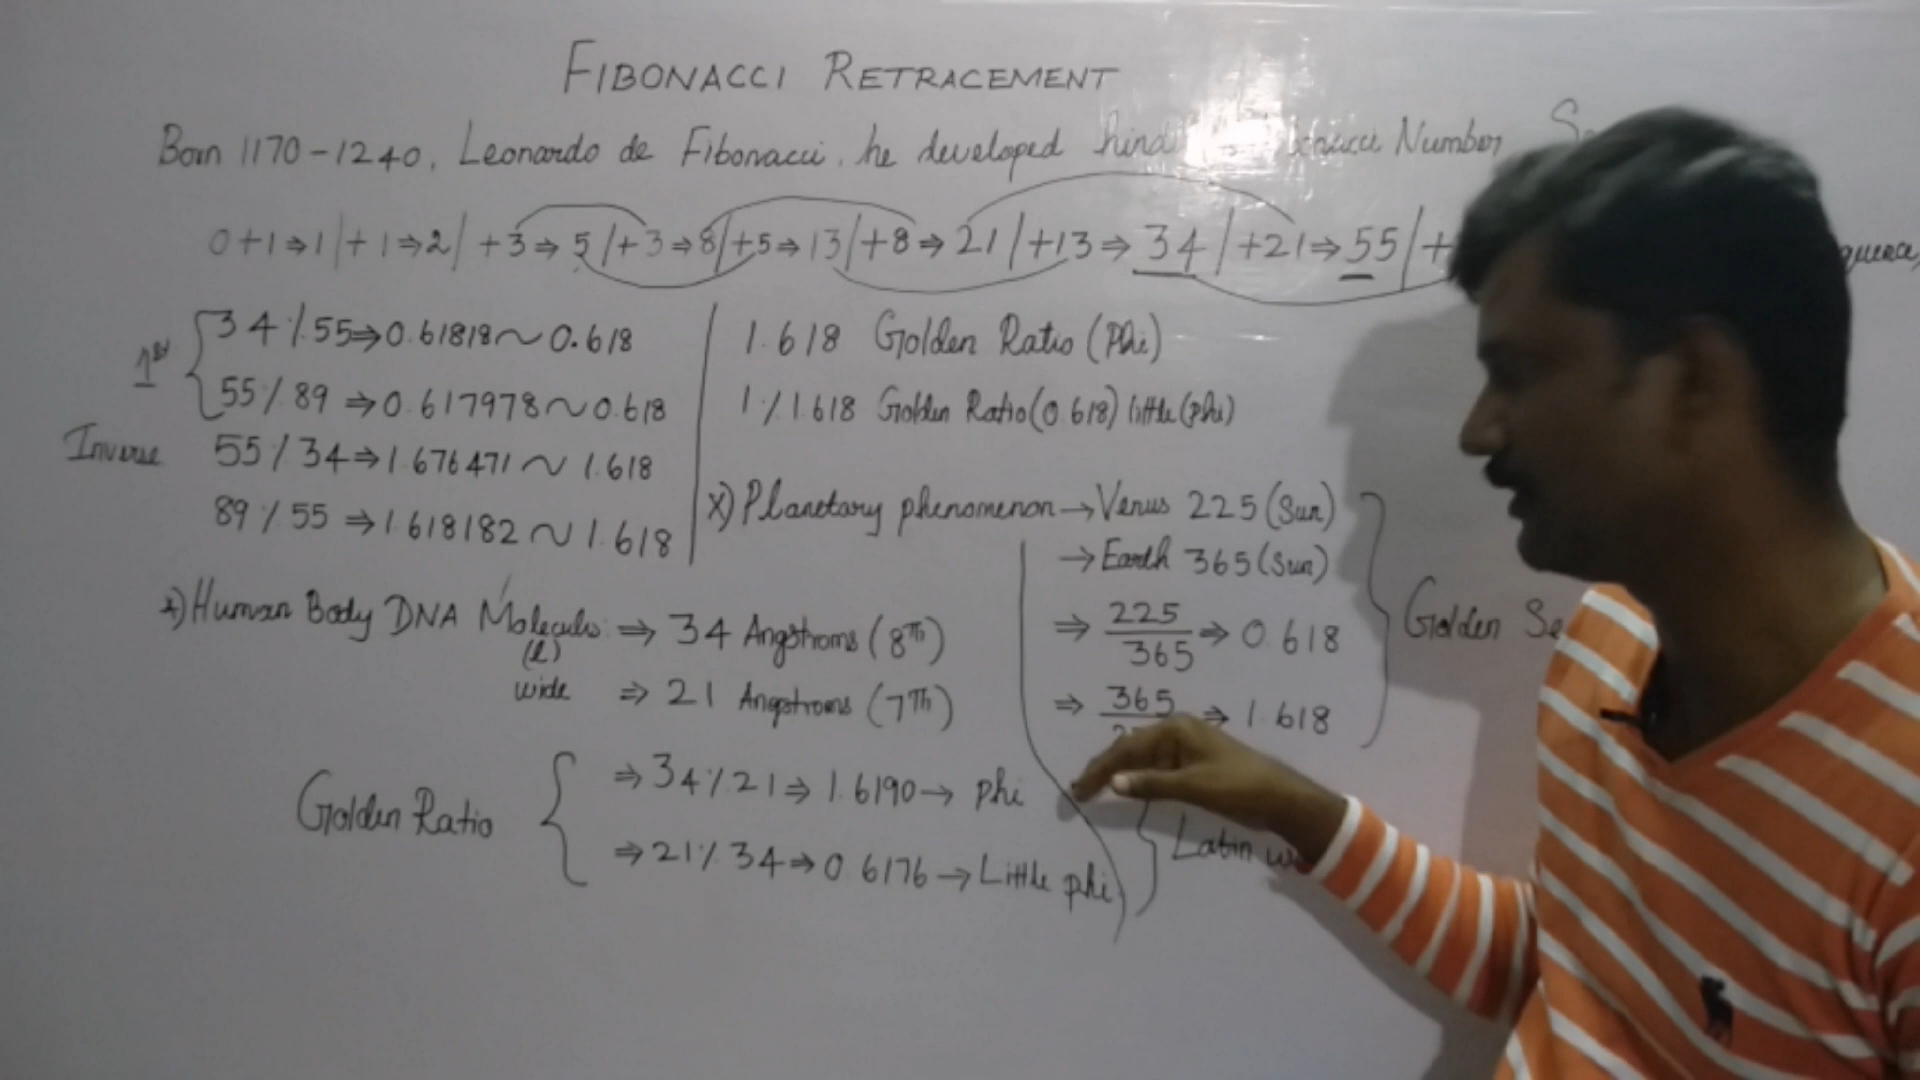 FIBONACCI RETRACEMENT
Born 1170-1240, Leonardo de Fibonacci, he developed Number
0+1⇒1|+1⇒2|+3⇒5|+3⇒8|+5⇒13|+8⇒21|+13⇒34|+21⇒55|+
1st
34%55⇒0.61818~0.618
55%89⇒0.617978~0.618
Inverse 55/34⇒1.676471~1.618
89%55⇒1.618182~1.618
1.618 Golden Ratio (Phi)
1%1.618 Golden Ratio(0.618) little(phi)
x) Planetary phenomenon → Venus 225 (Sun)
→ Earth 365 (Sun)
⇒ 225/365 ⇒ 0.618
⇒ 365 ⇒ 1.618
Golden
x) Human Body DNA Molecules ⇒ 34 Angstroms (8Th)
(l)
wide ⇒ 21 Angstroms (7Th)
Golden Ratio
⇒ 34%21 ⇒ 1.6190 → phi
⇒ 21%34 ⇒ 0.6176 → Little phi
Latin